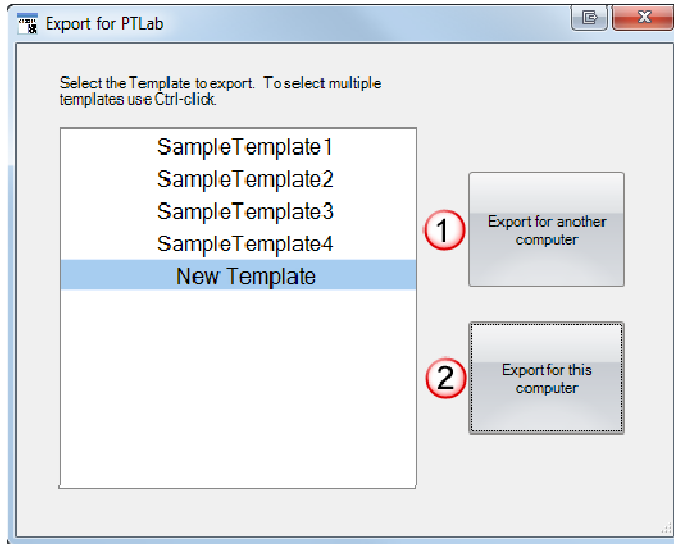 Export for PTLab
Select the Template to export. To select multiple
templates use Ctrl-click.
SampleTemplate1
SampleTemplate2
SampleTemplate3
SampleTemplate4
New Template
1
Export for another
computer
2
Export for this
computer